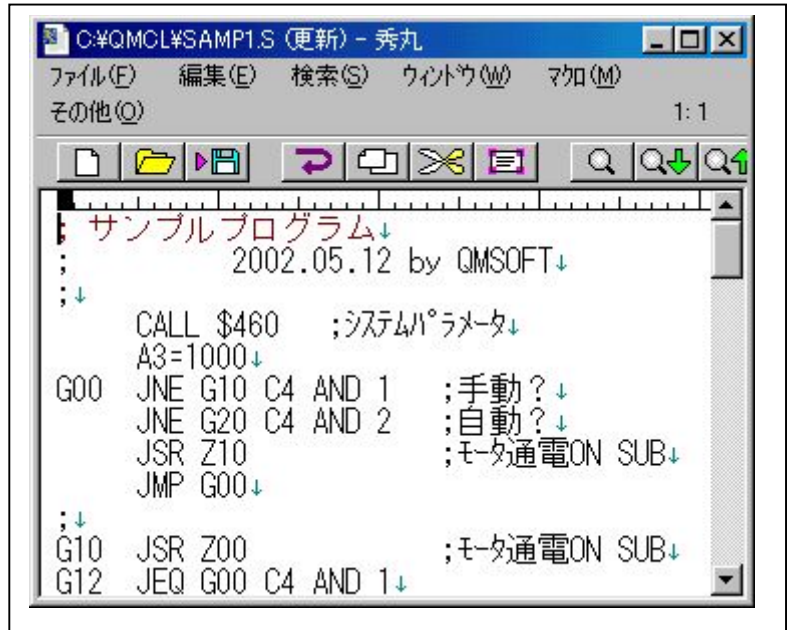 C:¥QMCL¥SAMP1.S (更新) - 秀丸
ﾌｧｲﾙ(F) 編集(E) 検索(S) ｳｨﾝﾄﾞｳ(W) ﾏｸﾛ(M)
その他(O) 1: 1
; サンプルプログラム↓
; 2002.05.12 by QMSOFT↓
;↓
CALL $460 ;ｼｽﾃﾑﾊﾟﾗﾒｰﾀ↓
A3=1000↓
G00 JNE G10 C4 AND 1 ;手動？↓
JNE G20 C4 AND 2 ;自動？↓
JSR Z10 ;ﾓｰﾀ通電ON SUB↓
JMP G00↓
;↓
G10 JSR Z00 ;ﾓｰﾀ通電ON SUB↓
G12 JEQ G00 C4 AND 1↓